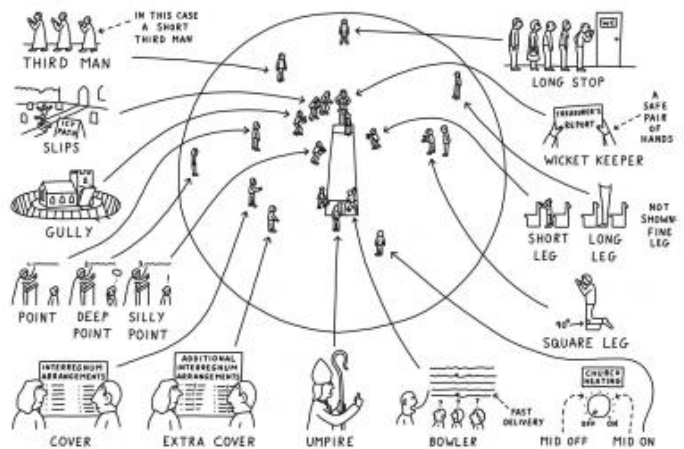 IN THIS CASE
A SHORT
THIRD MAN
THIRD MAN
WC
LONG STOP
ICY
PATH
SLIPS
TREASURER'S
REPORT
A SAFE
PAIR
OF
HANDS
WICKET KEEPER
GULLY
SHORT
LEG
LONG
LEG
NOT
SHOWN-
FINE
LEG
POINT
DEEP
POINT
SILLY
POINT
90°
SQUARE LEG
INTERREGNUM
ARRANGEMENTS
COVER
ADDITIONAL
INTERREGNUM
ARRANGEMENTS
EXTRA COVER
UMPIRE
FAST
DELIVERY
BOWLER
CHURCH
HEATING
OFF ON
MID OFF
MID ON